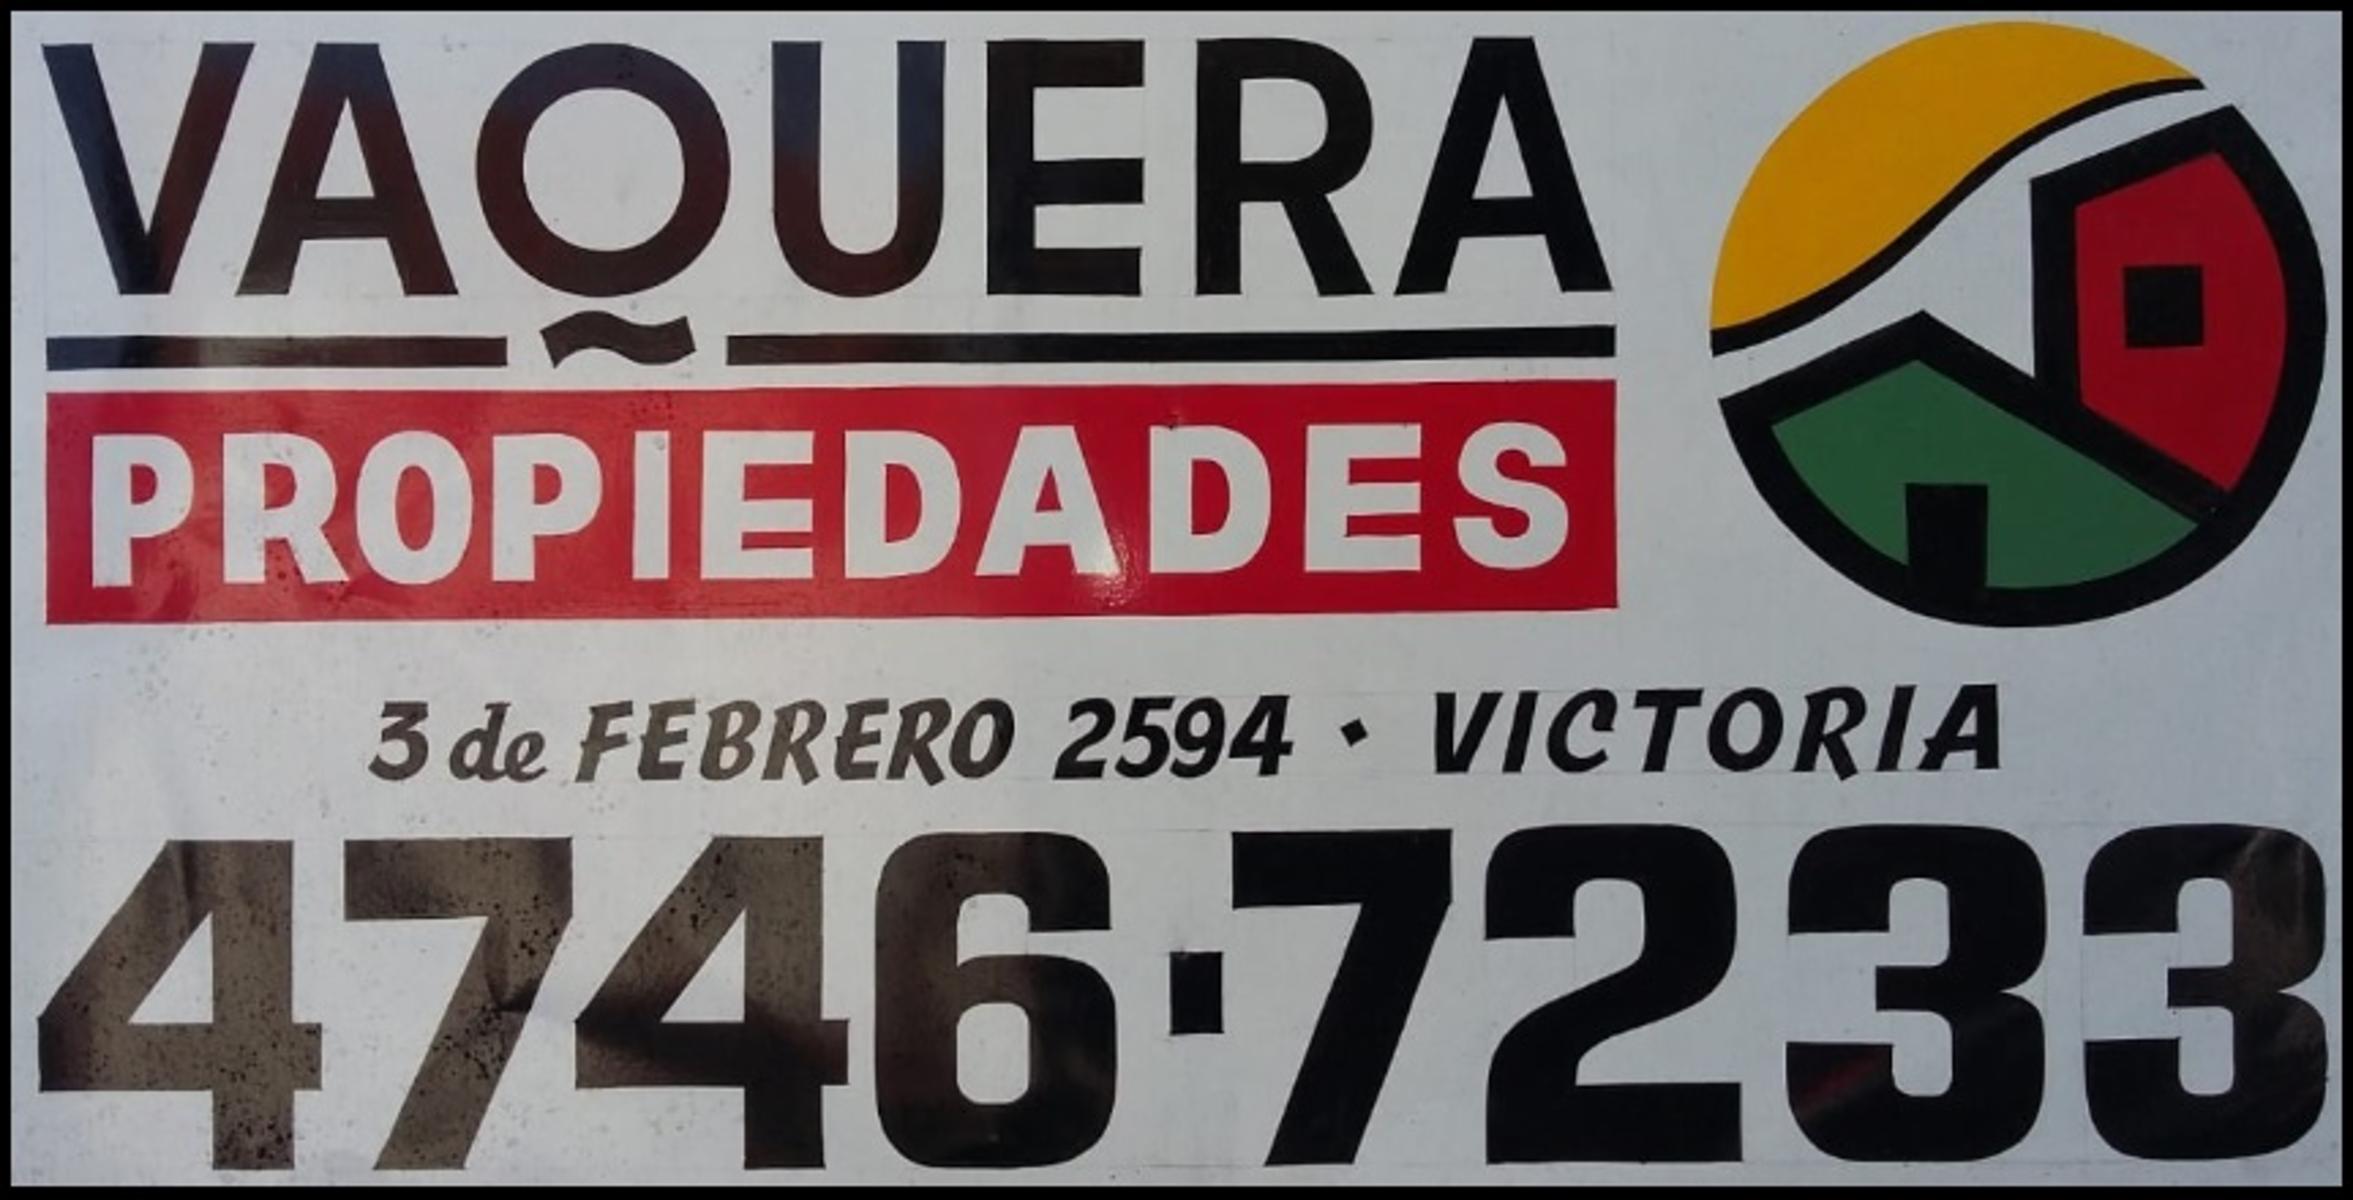 VAQUERA
PROPIEDADES
3 de FEBRERO 2594 · VICTORIA
4746·7233